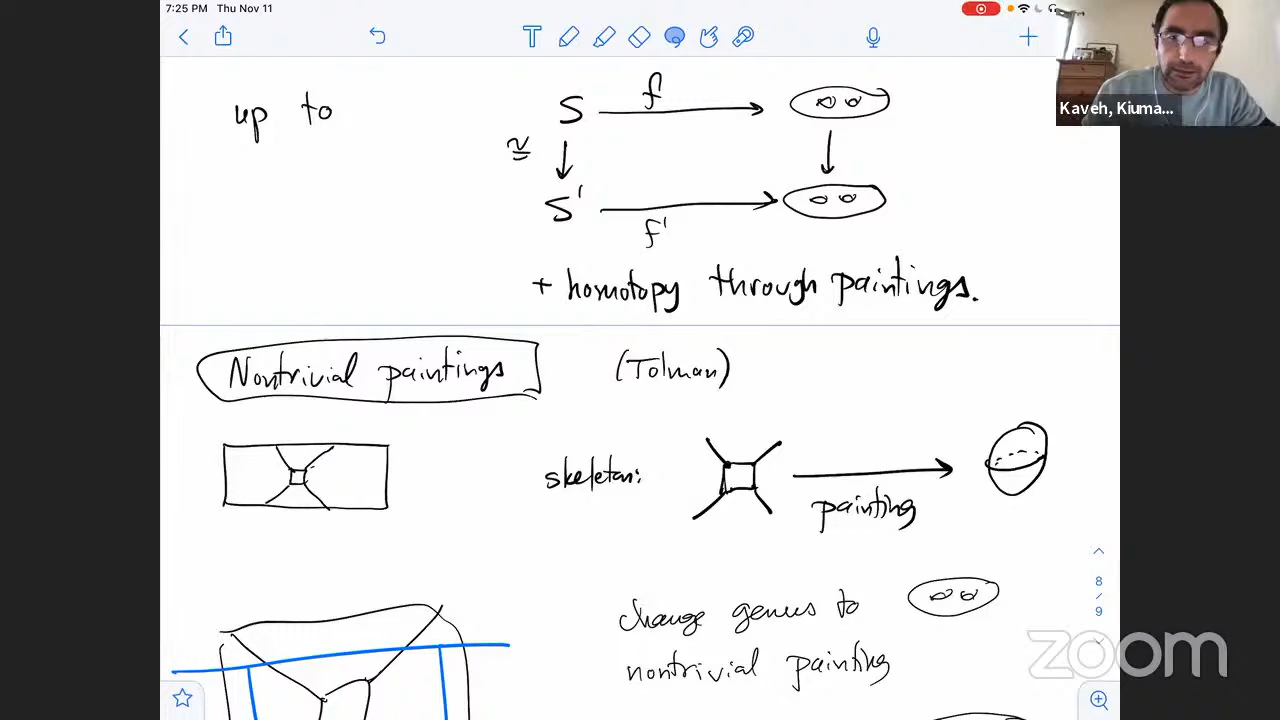 7:25 PM Thu Nov 11
Kaveh, Kiuma...
up to
S f
≅
S' f'
+ homotopy through paintings.
Nontrivial paintings (Tolman)
skeleton:
painting
change genus to
nontrivial painting
8
/
9
zoom